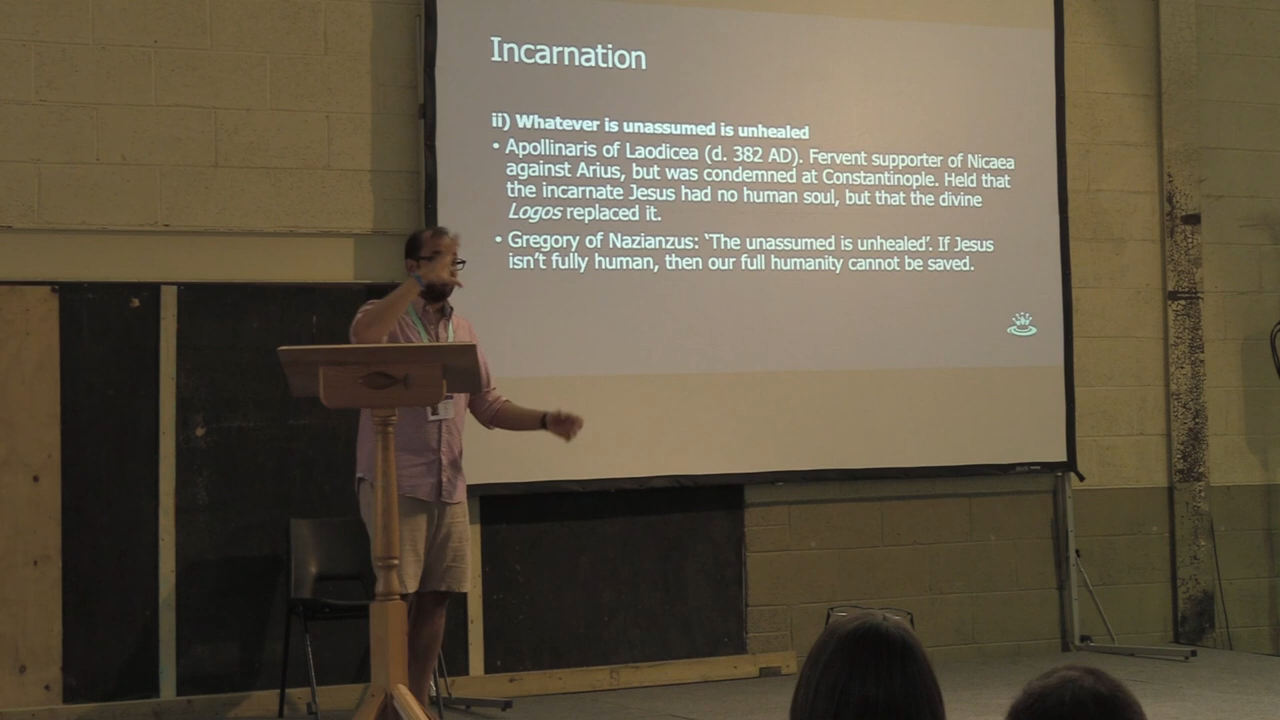 Incarnation
ii) Whatever is unassumed is unhealed
• Apollinaris of Laodicea (d. 382 AD). Fervent supporter of Nicaea
against Arius, but was condemned at Constantinople. Held that
the incarnate Jesus had no human soul, but that the divine
Logos replaced it.
• Gregory of Nazianzus: ‘The unassumed is unhealed’. If Jesus
isn’t fully human, then our full humanity cannot be saved.